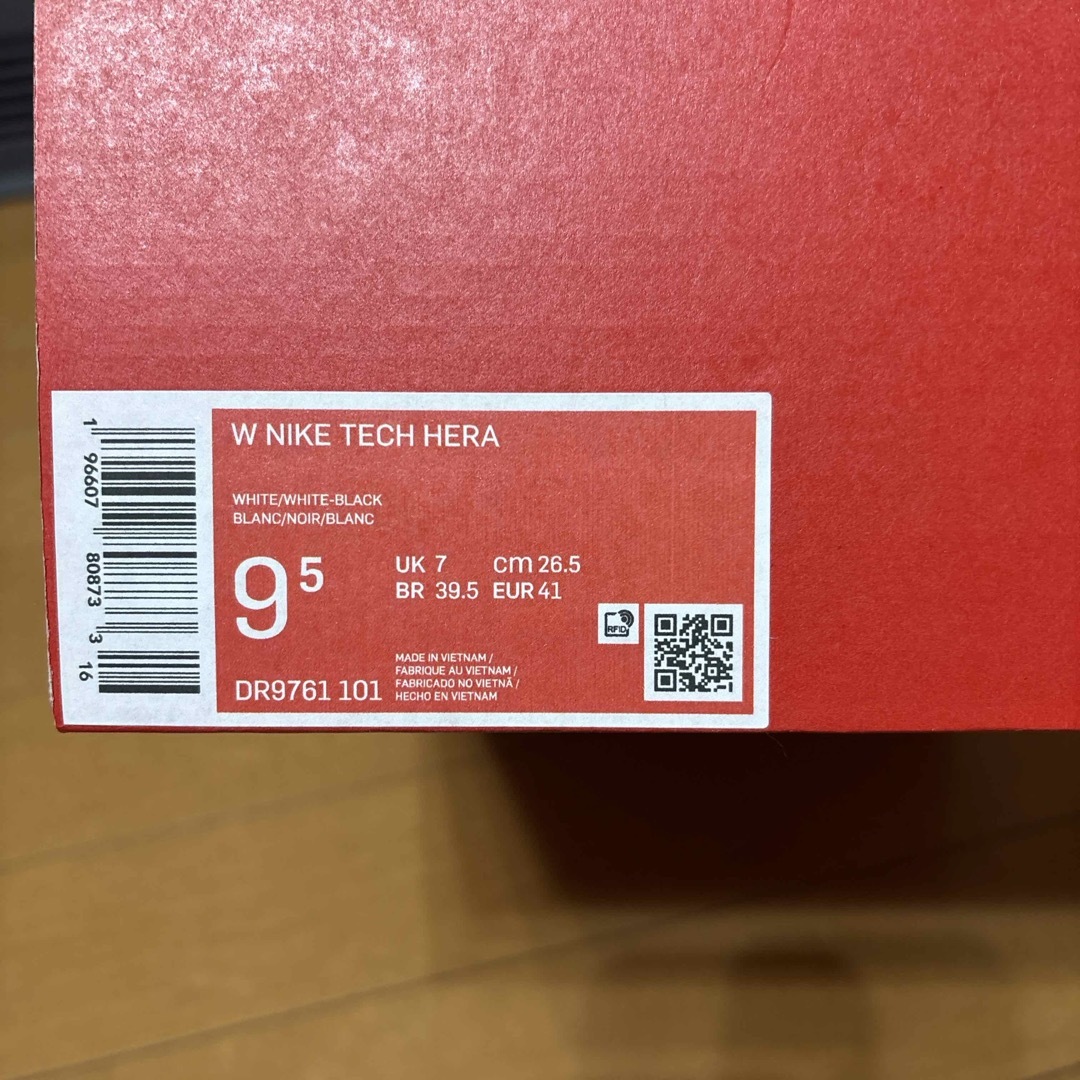 W NIKE TECH HERA
WHITE/WHITE-BLACK
BLANC/NOIR/BLANC
9 5
UK 7 cm 26.5
BR 39.5 EUR 41
RFID
MADE IN VIETNAM /
FABRIQUE AU VIETNAM /
FABRICADO NO VIETNÃ /
HECHO EN VIETNAM
DR9761 101
1 96607 80873 3
16